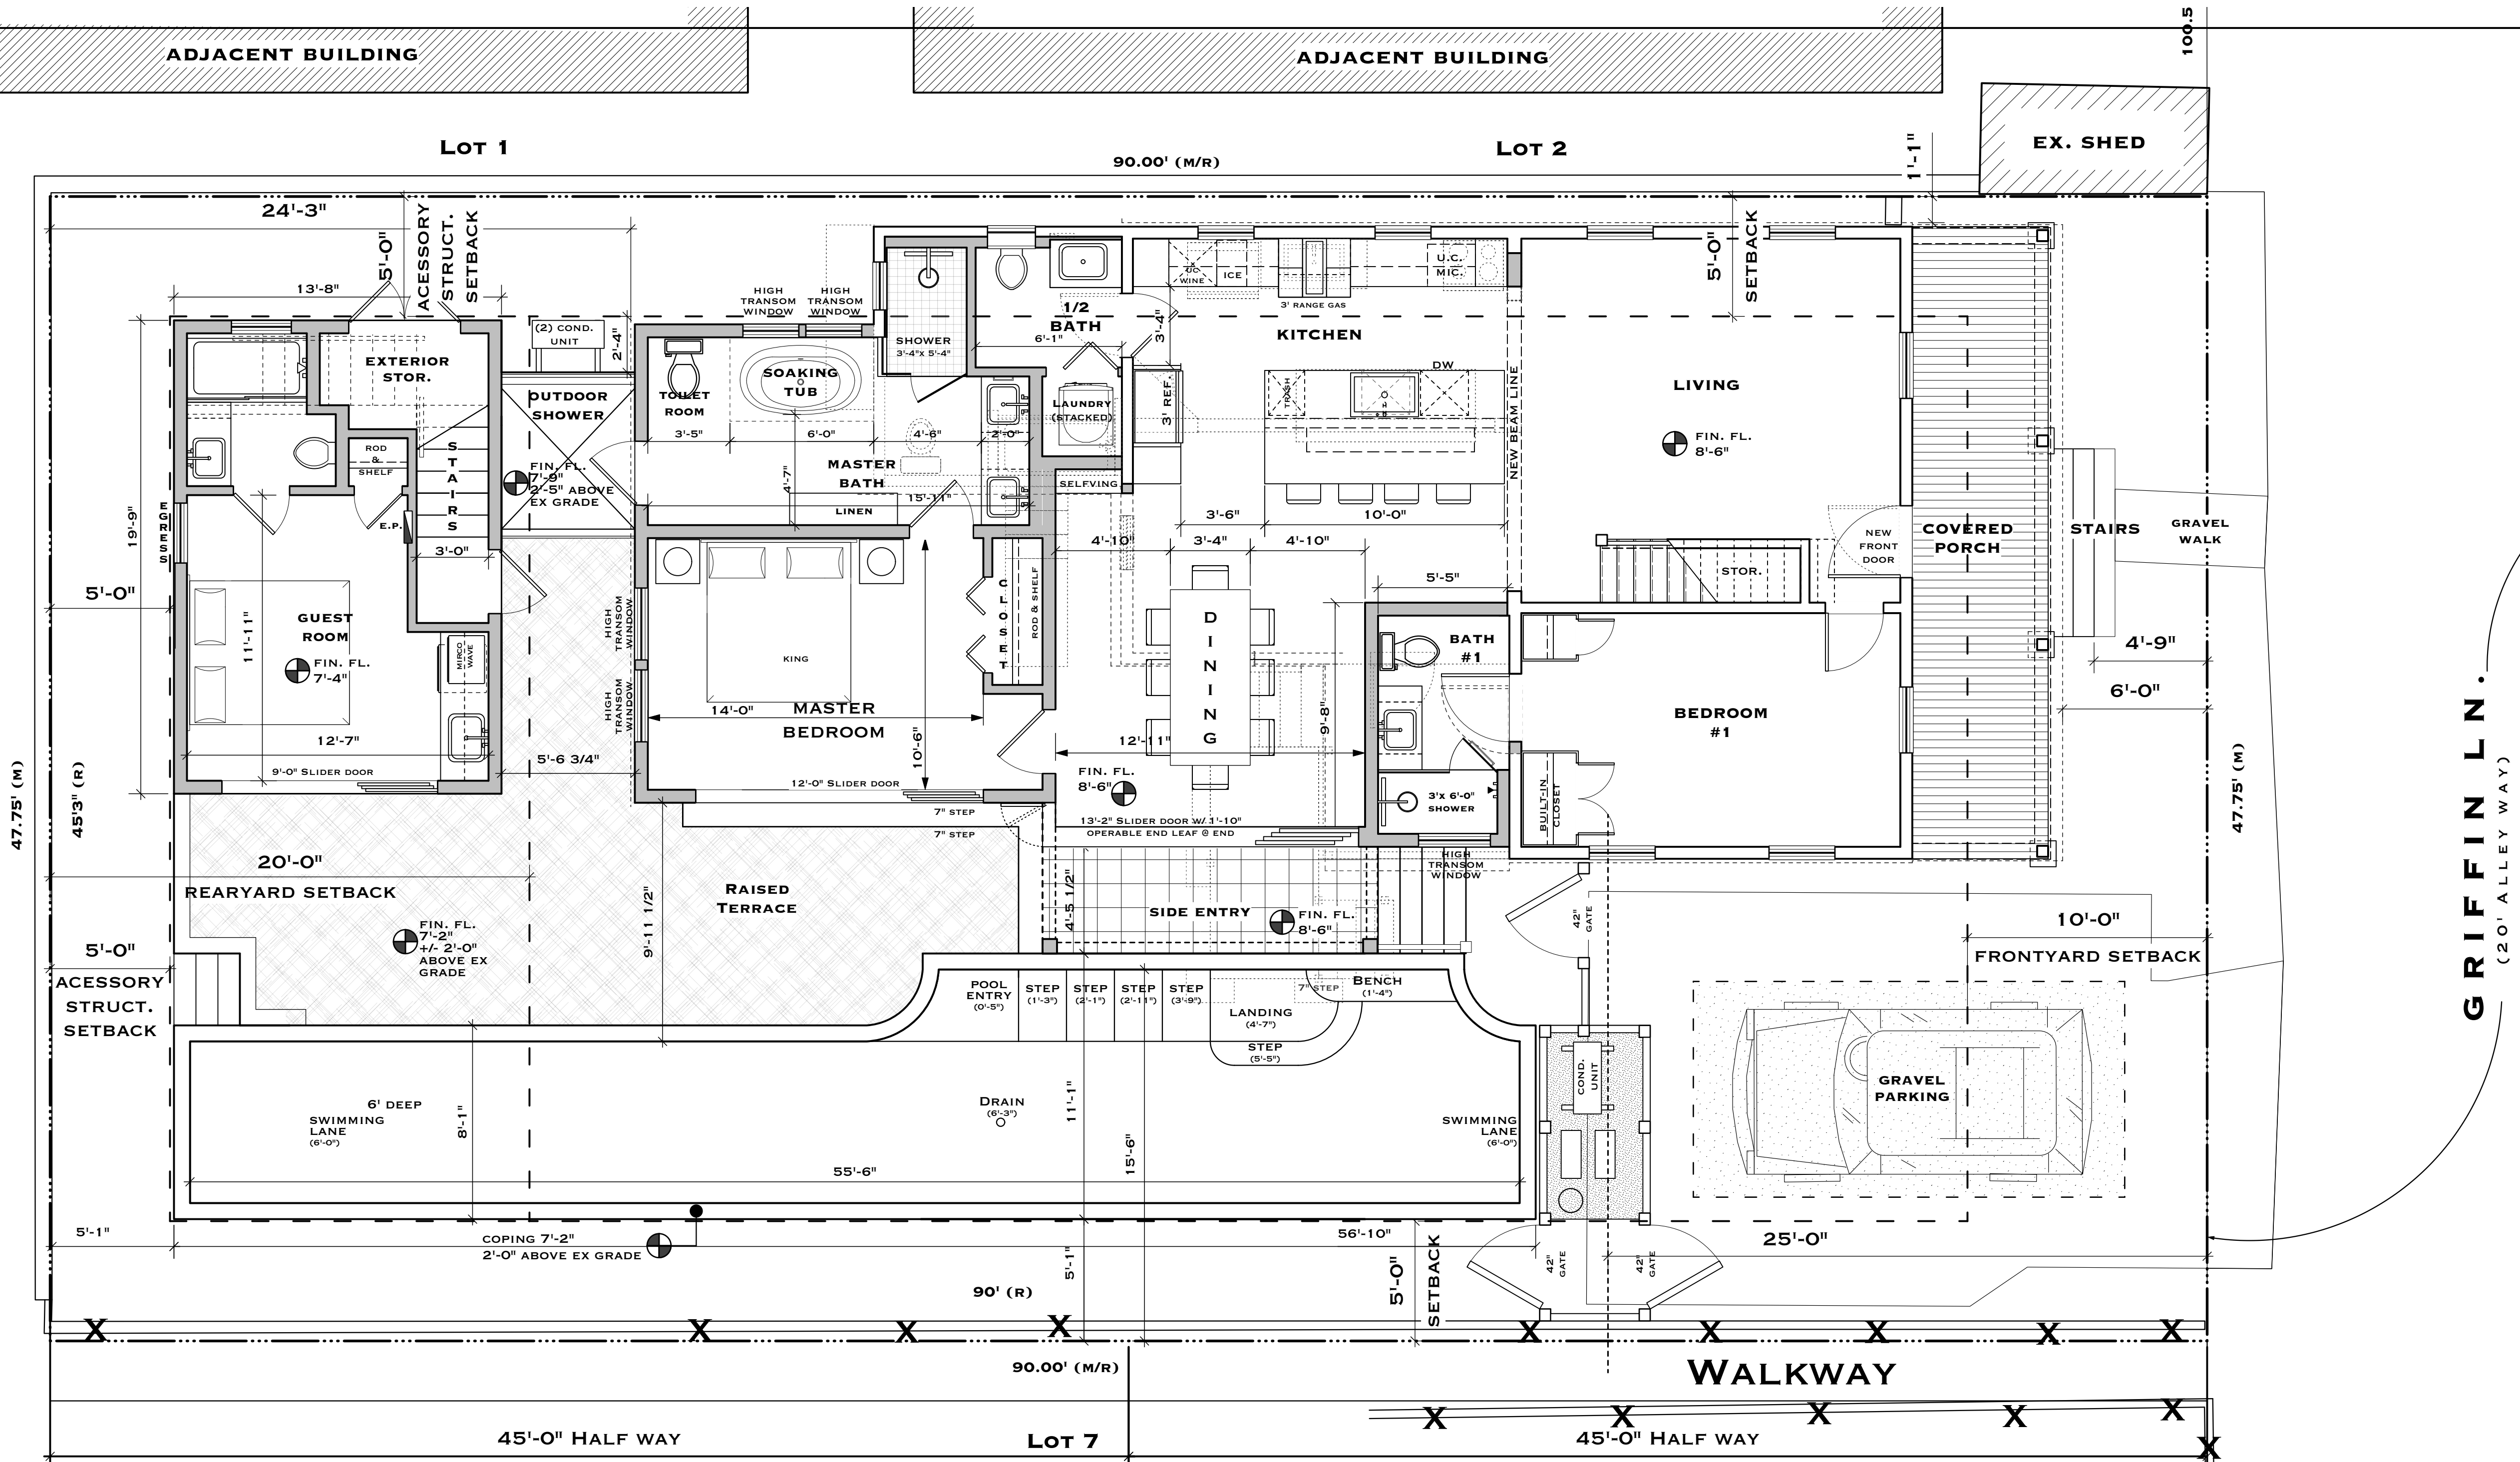 ADJACENT BUILDING
ADJACENT BUILDING
100.5
EX. SHED
1'-1"
LOT 1
90.00' (M/R)
LOT 2
24'-3"
5'-0"
ACESSORY
STRUCT.
SETBACK
5'-0"
SETBACK
13'-8"
HIGH
TRANSOM
WINDOW
HIGH
TRANSOM
WINDOW
(2) COND.
UNIT
2'-4"
EXTERIOR
STOR.
OUTDOOR
SHOWER
TOILET
ROOM
SOAKING
TUB
SHOWER
3'-4"X 5'-4"
1/2
BATH
6'-1"
3'-4"
UC
WINE
ICE
3' RANGE GAS
U.C.
MIC.
KITCHEN
LIVING
FIN. FL.
8'-6"
DW
TRASH
3' REF.
NEW BEAM LINE
LAUNDRY
(STACKED)
SELFVING
3'-5"
6'-0"
4'-6"
2'-0"
4'-7"
MASTER
BATH
15'-11"
LINEN
ROD
&
SHELF
STAIRS
E.P.
3'-0"
EGRESS
19'-9"
FIN. FL.
7'-9"
2'-5" ABOVE
EX GRADE
3'-6"
10'-0"
4'-10"
3'-4"
4'-10"
5'-5"
STOR.
NEW
FRONT
DOOR
COVERED
PORCH
STAIRS
GRAVEL
WALK
5'-0"
GUEST
ROOM
11'-11"
FIN. FL.
7'-4"
MIRCO
WAVE
12'-7"
9'-0" SLIDER DOOR
5'-6 3/4"
HIGH
TRANSOM
WINDOW
HIGH
TRANSOM
WINDOW
KING
14'-0"
MASTER
BEDROOM
10'-6"
12'-0" SLIDER DOOR
CLOSET
ROD & SHELF
DINING
12'-11"
9'-8"
FIN. FL.
8'-6"
13'-2" SLIDER DOOR W/ 1'-10"
OPERABLE END LEAF @ END
BATH
#1
3'X 6'-0"
SHOWER
BUILT-IN
CLOSET
BEDROOM
#1
4'-9"
6'-0"
47.75' (M)
45'3" (R)
47.75' (M)
GRIFFIN LN.
(20' ALLEY WAY)
7" STEP
7" STEP
HIGH
TRANSOM
WINDOW
20'-0"
REARYARD SETBACK
FIN. FL.
7'-2"
+/- 2'-0"
ABOVE EX
GRADE
RAISED
TERRACE
9'-11 1/2"
4'-5 1/2"
SIDE ENTRY
FIN. FL.
8'-6"
42"
GATE
10'-0"
FRONTYARD SETBACK
5'-0"
ACESSORY
STRUCT.
SETBACK
POOL
ENTRY
(0'-5")
STEP
(1'-3")
STEP
(2'-1")
STEP
(2'-11")
STEP
(3'-9")
7" STEP
BENCH
(1'-4")
LANDING
(4'-7")
STEP
(5'-5")
COND.
UNIT
GRAVEL
PARKING
6' DEEP
SWIMMING
LANE
(6'-0")
8'-1"
DRAIN
(6'-3")
11'-1"
15'-6"
SWIMMING
LANE
(6'-0")
55'-6"
5'-1"
COPING 7'-2"
2'-0" ABOVE EX GRADE
56'-10"
5'-1"
5'-0"
SETBACK
42"
GATE
42"
GATE
25'-0"
90' (R)
X X X X X X X X X
90.00' (M/R)
WALKWAY
X X X X X
X
45'-0" HALF WAY
LOT 7
45'-0" HALF WAY